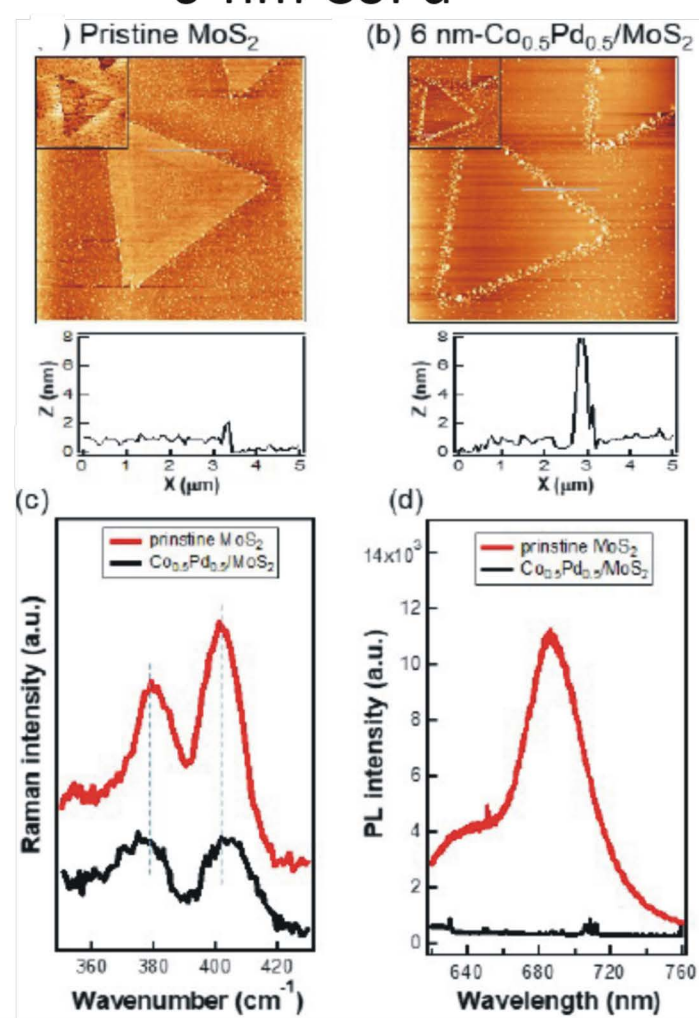 ) Pristine MoS₂
(b) 6 nm-Co₀.₅Pd₀.₅/MoS₂
Z (nm)
8
6
4
2
0
0 1 2 3 4 5
X (μm)
Z (nm)
8
6
4
2
0
0 1 2 3 4 5
X (μm)
(c)
prinstine MoS₂
Co₀.₅Pd₀.₅/MoS₂
Raman intensity (a.u.)
360 380 400 420
Wavenumber (cm⁻¹)
(d)
prinstine MoS₂
Co₀.₅Pd₀.₅/MoS₂
PL intensity (a.u.)
14x10³
12
10
8
6
4
2
0
640 680 720 760
Wavelength (nm)